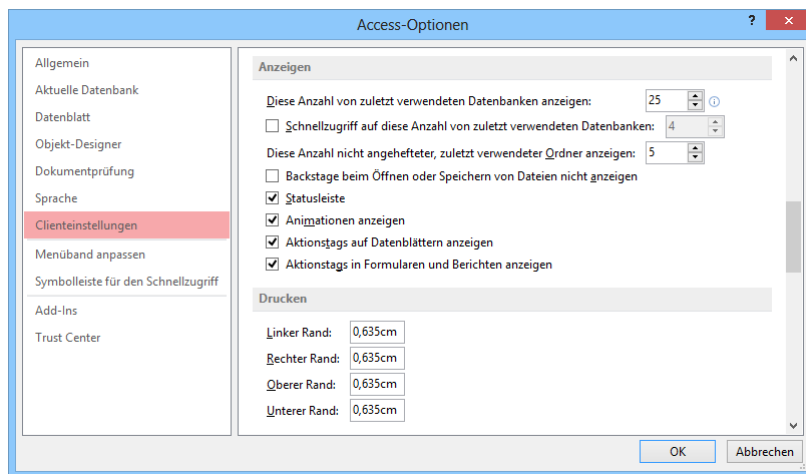 Access-Optionen
?
Allgemein
Aktuelle Datenbank
Datenblatt
Objekt-Designer
Dokumentprüfung
Sprache
Clienteinstellungen
Menüband anpassen
Symbolleiste für den Schnellzugriff
Add-Ins
Trust Center
Anzeigen
Diese Anzahl von zuletzt verwendeten Datenbanken anzeigen: 25
Schnellzugriff auf diese Anzahl von zuletzt verwendeten Datenbanken: 4
Diese Anzahl nicht angehefteter, zuletzt verwendeter Ordner anzeigen: 5
Backstage beim Öffnen oder Speichern von Dateien nicht anzeigen
Statusleiste
Animationen anzeigen
Aktionstags auf Datenblättern anzeigen
Aktionstags in Formularen und Berichten anzeigen
Drucken
Linker Rand: 0,635cm
Rechter Rand: 0,635cm
Oberer Rand: 0,635cm
Unterer Rand: 0,635cm
OK Abbrechen